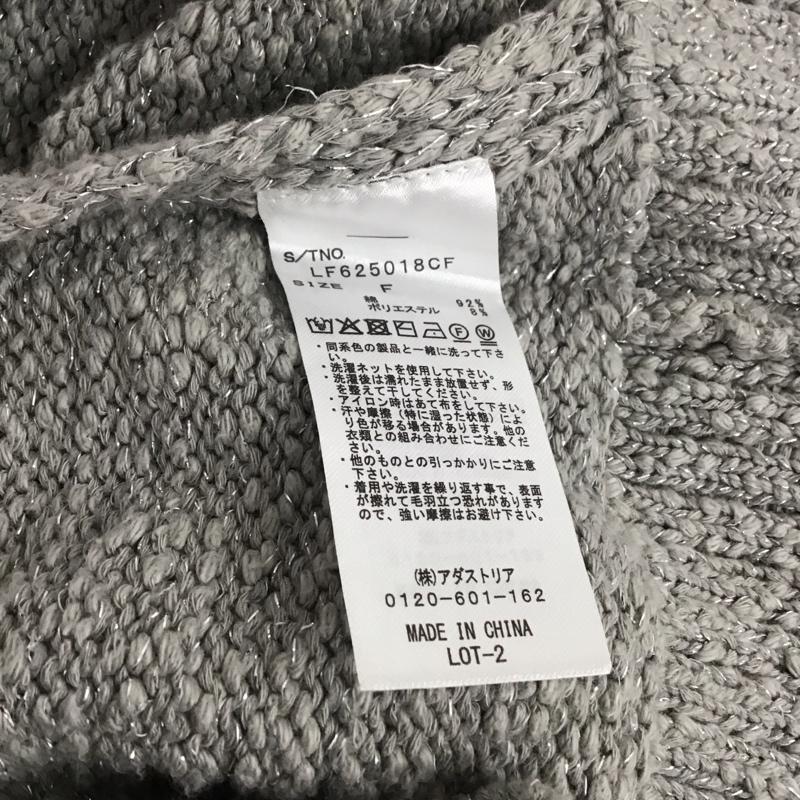 S/TNO.
LF625018CF
SIZE F
綿 92%
ポリエステル 8%
・同系色の製品と一緒に洗って下さ
い。
・洗濯ネットを使用して下さい。
・洗濯後は濡れたまま放置せず、形
を整えて干してください。
・アイロン時はあて布をして下さい。
・汗や摩擦（特に湿った状態）によ
り色が移る場合があります。他の
衣類との組み合わせにご注意くだ
さい。
・他のものとの引っかかりにご注意
下さい。
・着用や洗濯を繰り返す事で、表面
が擦れて毛羽立つ恐れがあります
ので、強い摩擦はお避け下さい。
(株)アダストリア
0120-601-162
MADE IN CHINA
LOT-2